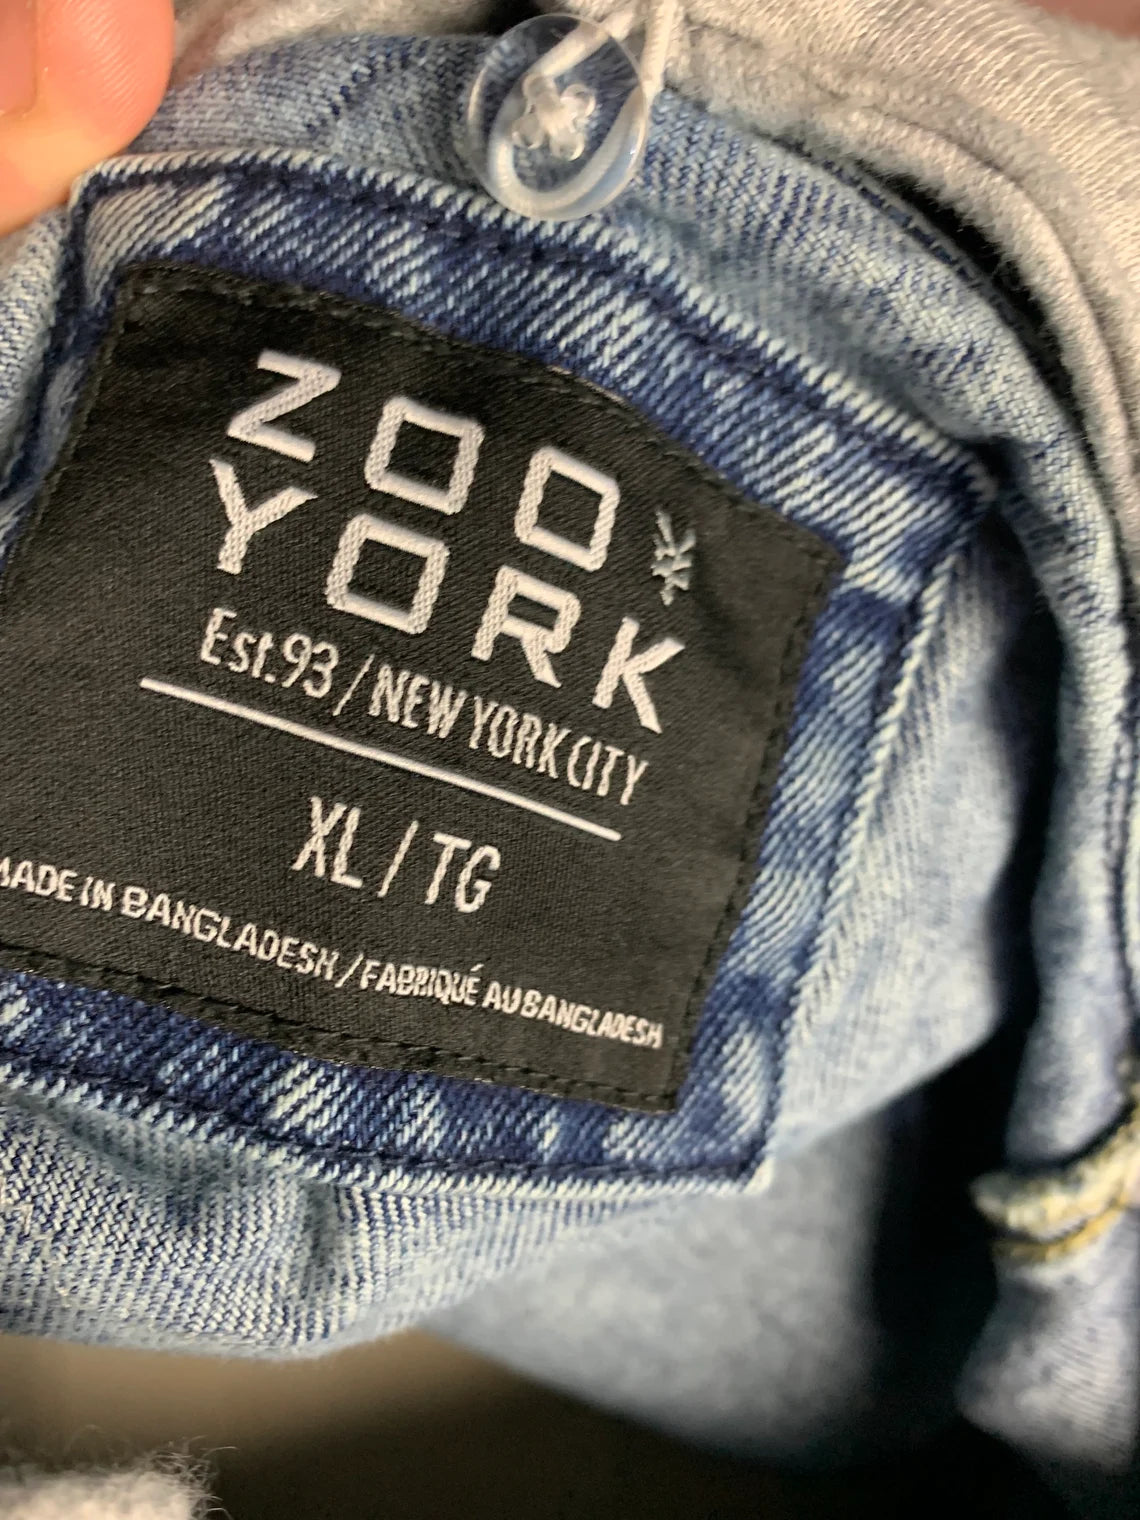 ZOO
YORK
Est.93 / NEW YORK CITY
XL / TG
MADE IN BANGLADESH / FABRIQUÉ AU BANGLADESH